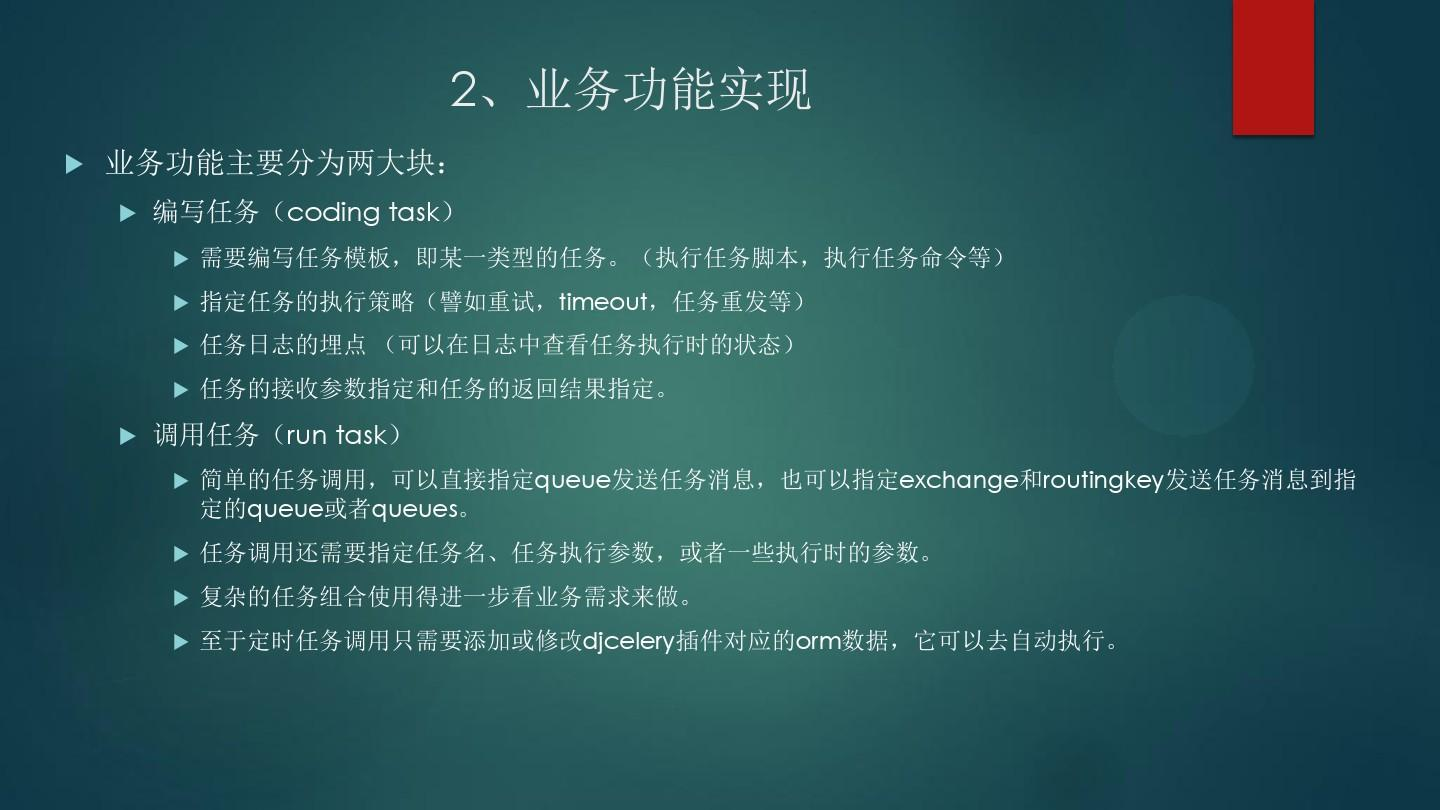 2、业务功能实现
业务功能主要分为两大块：
编写任务（coding task）
需要编写任务模板，即某一类型的任务。（执行任务脚本，执行任务命令等）
指定任务的执行策略（譬如重试，timeout，任务重发等）
任务日志的埋点 （可以在日志中查看任务执行时的状态）
任务的接收参数指定和任务的返回结果指定。
调用任务（run task）
简单的任务调用，可以直接指定queue发送任务消息，也可以指定exchange和routingkey发送任务消息到指
定的queue或者queues。
任务调用还需要指定任务名、任务执行参数，或者一些执行时的参数。
复杂的任务组合使用得进一步看业务需求来做。
至于定时任务调用只需要添加或修改djcelery插件对应的orm数据，它可以去自动执行。